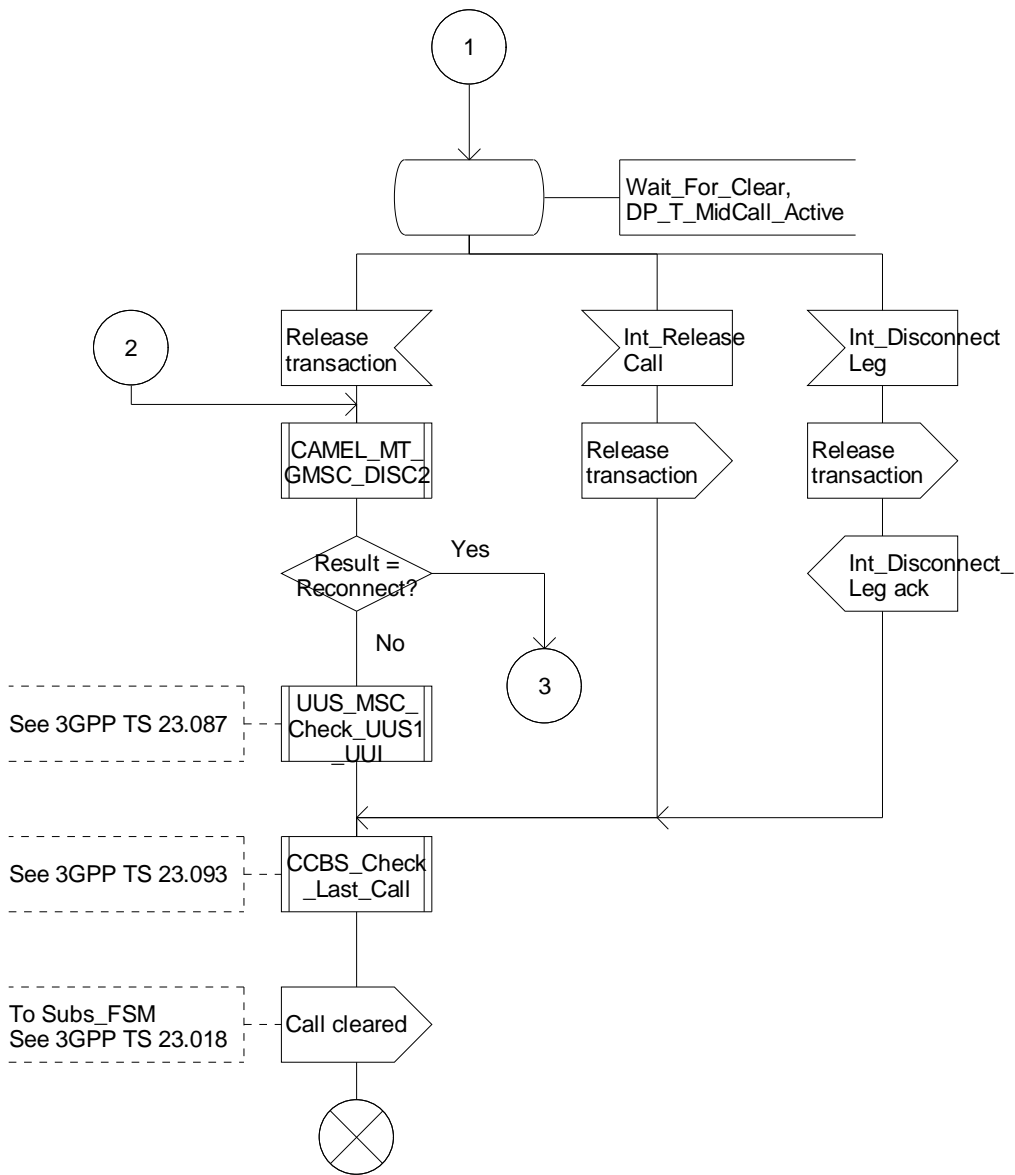 1
Wait_For_Clear,
DP_T_MidCall_Active
2
Release
transaction
Int_Release
Call
Int_Disconnect
Leg
CAMEL_MT_
GMSC_DISC2
Release
transaction
Release
transaction
Result =
Reconnect?
Yes
Int_Disconnect_
Leg ack
No
3
See 3GPP TS 23.087
UUS_MSC_
Check_UUS1
_UUI
See 3GPP TS 23.093
CCBS_Check
_Last_Call
To Subs_FSM
See 3GPP TS 23.018
Call cleared